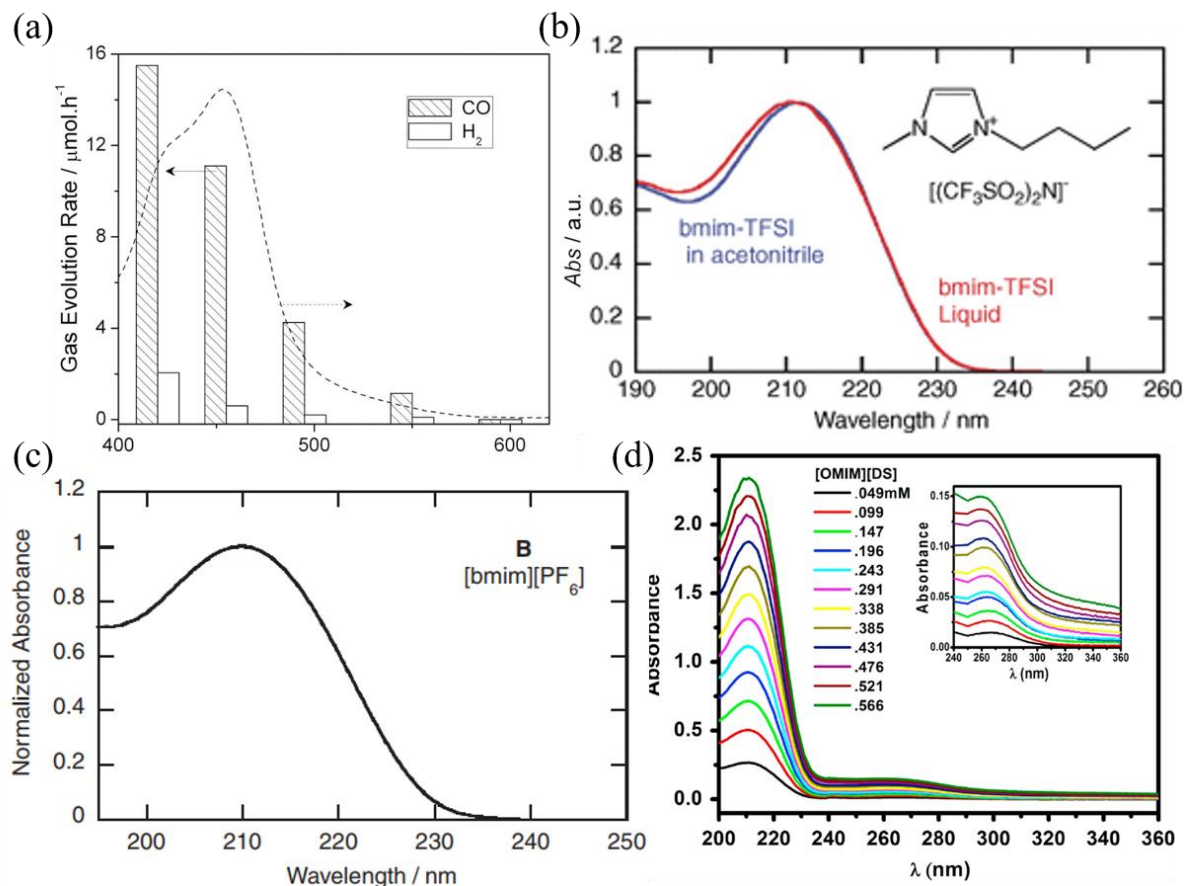 (a)
Gas Evolution Rate / μmol.h⁻¹
16
12
8
4
0
400 500 600
CO
H₂
(b)
Abs / a.u.
1.2
1
0.8
0.6
0.4
0.2
0
190 200 210 220 230 240 250 260
Wavelength / nm
N
N⁺
[(CF₃SO₂)₂N]⁻
bmim-TFSI
in acetonitrile
bmim-TFSI
Liquid
(c)
Normalized Absorbance
1.2
1
0.8
0.6
0.4
0.2
0
200 210 220 230 240 250
Wavelength / nm
B
[bmim][PF₆]
(d)
Absorbance
2.5
2.0
1.5
1.0
0.5
0.0
200 220 240 260 280 300 320 340 360
λ (nm)
[OMIM][DS]
.049mM
.099
.147
.196
.243
.291
.338
.385
.431
.476
.521
.566
Absorbance
0.15
0.10
0.05
0.00
240 260 280 300 320 340 360
λ (nm)